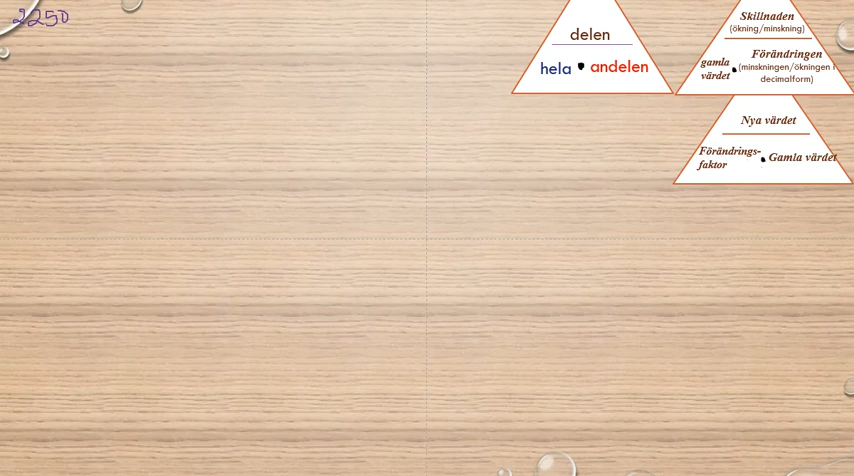 2250
delen
hela • andelen
Skillnaden
(ökning/minskning)
gamla värdet • Förändringen
(minskningen/ökningen i decimalform)
Nya värdet
Förändrings-
faktor • Gamla värdet